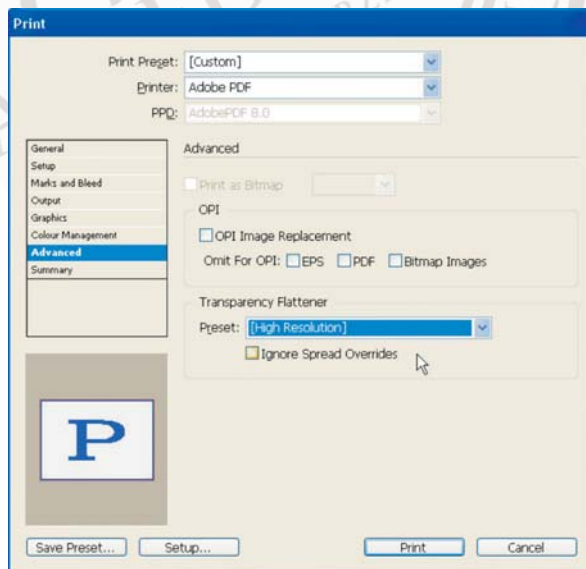 Print
Print Preset: [Custom]
Printer: Adobe PDF
PPD: AdobePDF 8.0
General
Setup
Marks and Bleed
Output
Graphics
Colour Management
Advanced
Summary
Advanced
Print as Bitmap
OPI
OPI Image Replacement
Omit For OPI: EPS PDF Bitmap Images
Transparency Flattener
Preset: [High Resolution]
Ignore Spread Overrides
P
Save Preset... Setup... Print Cancel